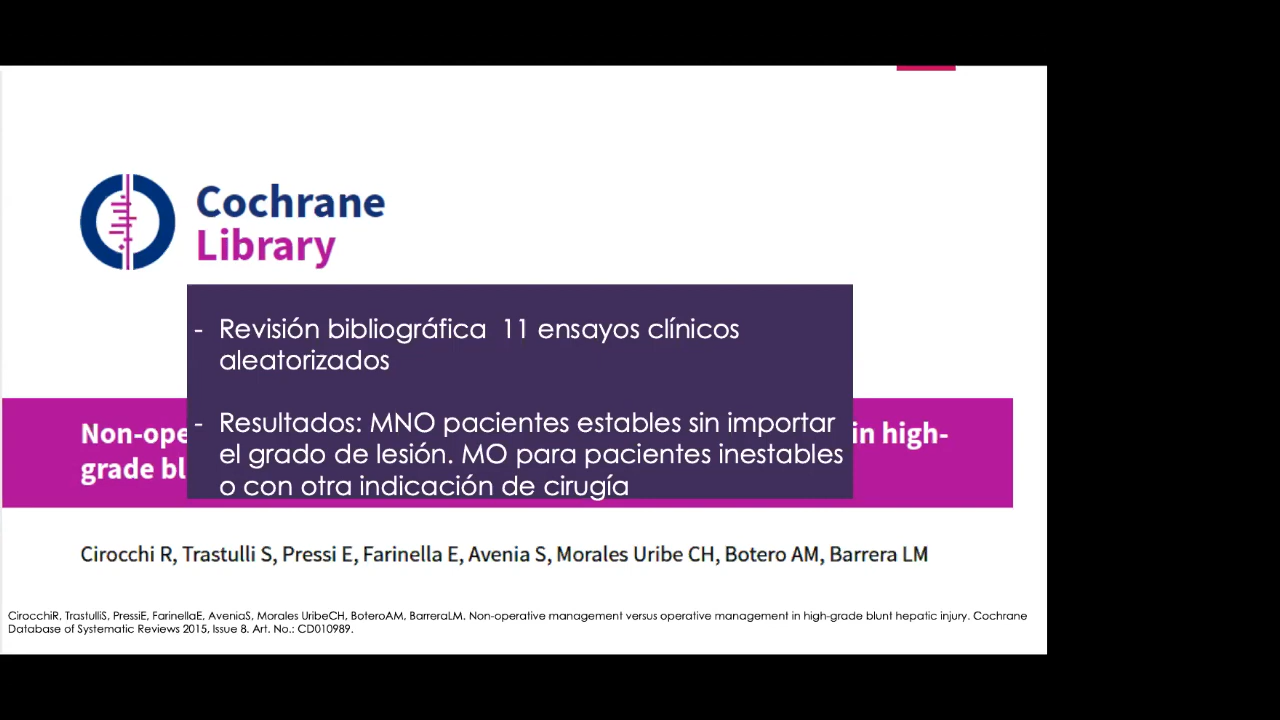 Cochrane
Library
- Revisión bibliográfica 11 ensayos clínicos
aleatorizados
- Resultados: MNO pacientes estables sin importar
el grado de lesión. MO para pacientes inestables
o con otra indicación de cirugía
Non-ope in high-
grade bl
Cirocchi R, Trastulli S, Pressi E, Farinella E, Avenia S, Morales Uribe CH, Botero AM, Barrera LM
CirocchiR, TrastulliS, PressiE, FarinellaE, AveniaS, Morales UribeCH, BoteroAM, BarreraLM. Non-operative management versus operative management in high-grade blunt hepatic injury. Cochrane
Database of Systematic Reviews 2015, Issue 8. Art. No.: CD010989.